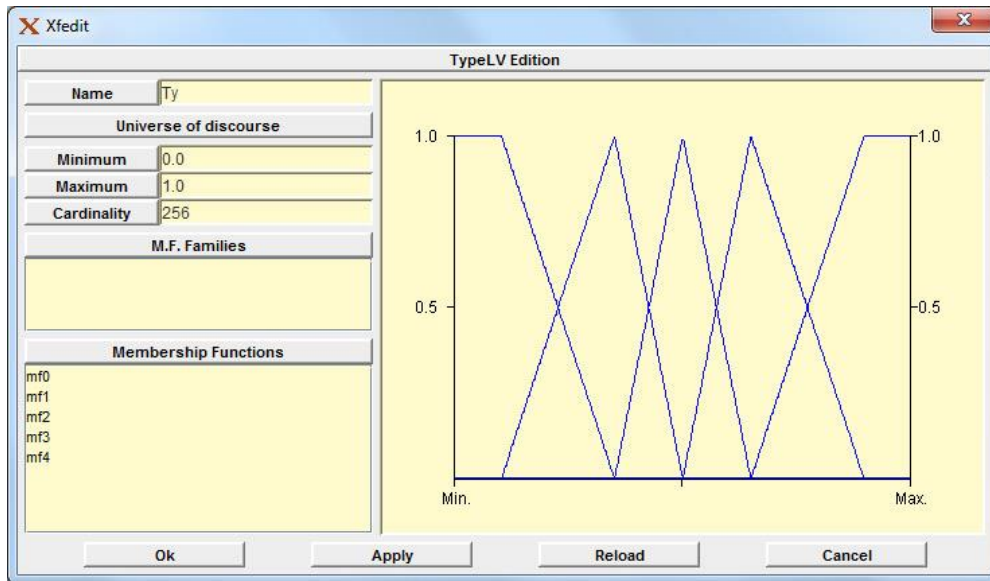 Xfedit
TypeLV Edition
Name Ty
Universe of discourse
Minimum 0.0
Maximum 1.0
Cardinality 256
M.F. Families
Membership Functions
mf0
mf1
mf2
mf3
mf4
1.0 1.0
0.5 0.5
Min. Max.
Ok Apply Reload Cancel